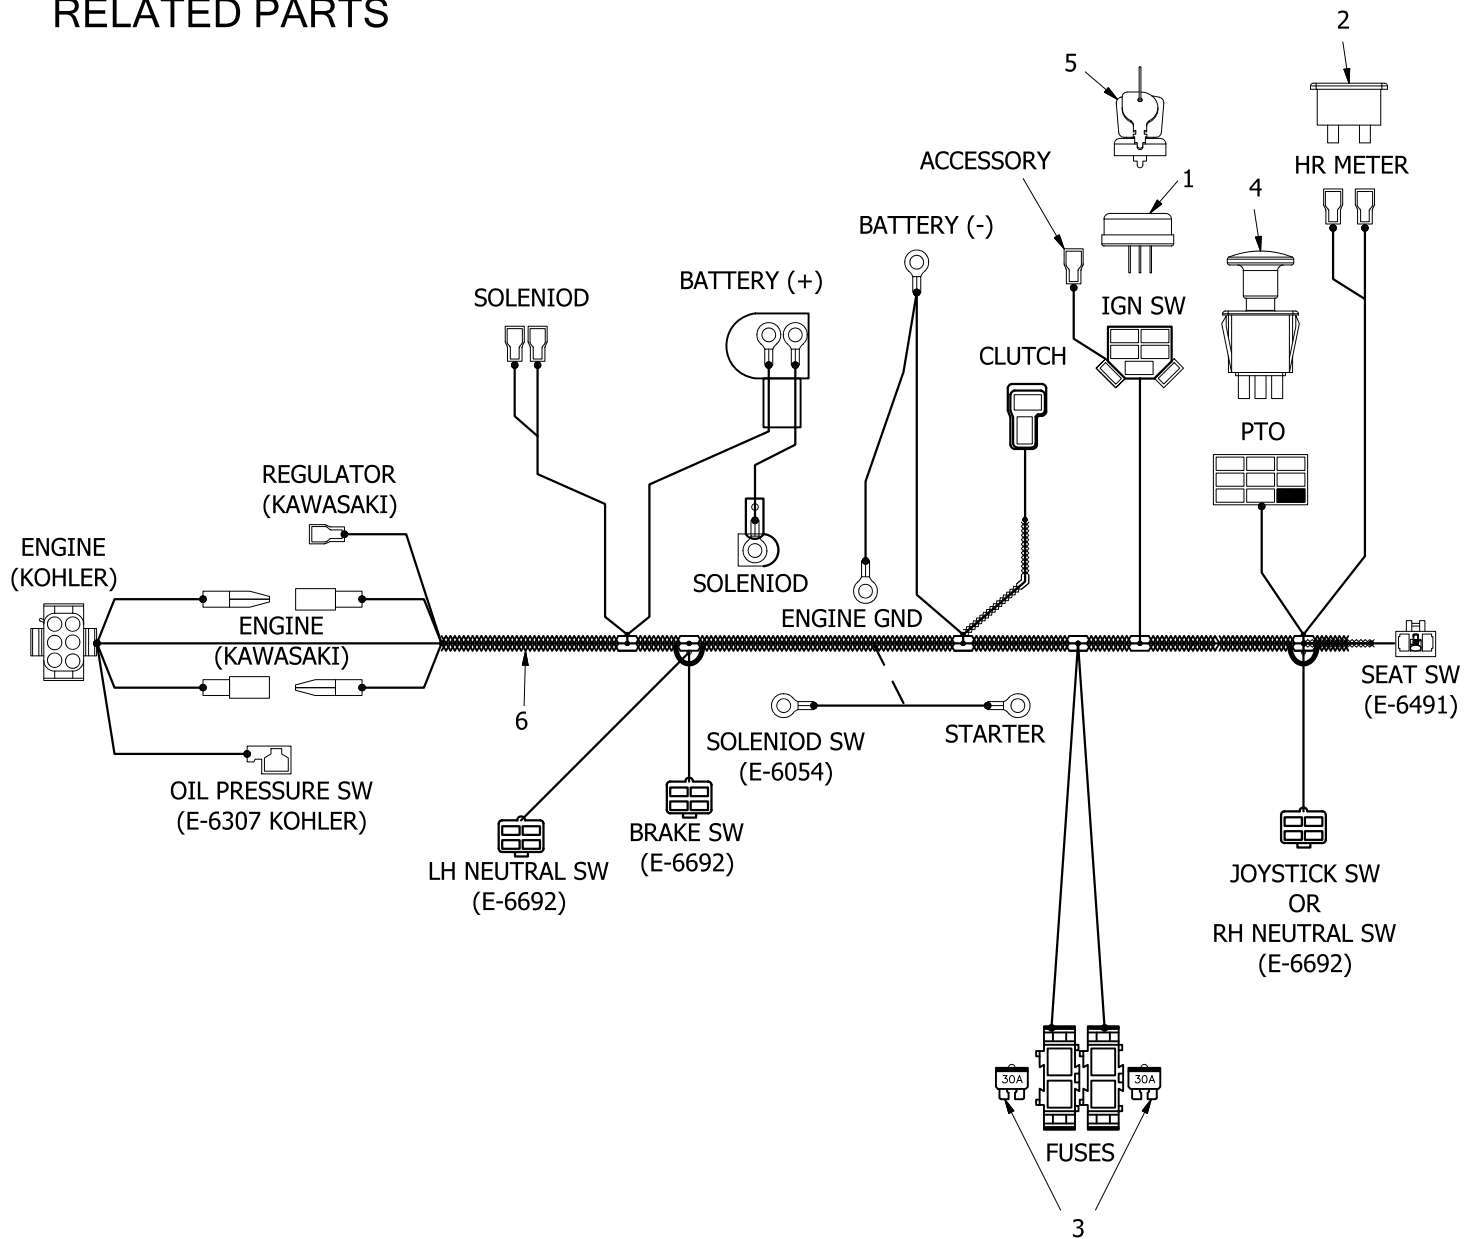 RELATED PARTS
2
5
ACCESSORY
HR METER
1
4
BATTERY (-)
BATTERY (+)
SOLENIOD
IGN SW
CLUTCH
PTO
REGULATOR
(KAWASAKI)
ENGINE
(KOHLER)
SOLENIOD
ENGINE GND
ENGINE
(KAWASAKI)
SEAT SW
(E-6491)
6
SOLENIOD SW
(E-6054)
STARTER
OIL PRESSURE SW
(E-6307 KOHLER)
BRAKE SW
(E-6692)
LH NEUTRAL SW
(E-6692)
JOYSTICK SW
OR
RH NEUTRAL SW
(E-6692)
30A
30A
FUSES
3